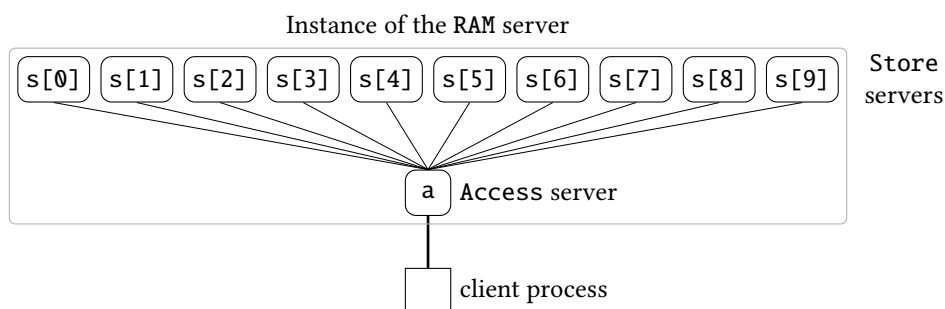 Instance of the RAM server
s[0] s[1] s[2] s[3] s[4] s[5] s[6] s[7] s[8] s[9]
Store
servers
a Access server
client process